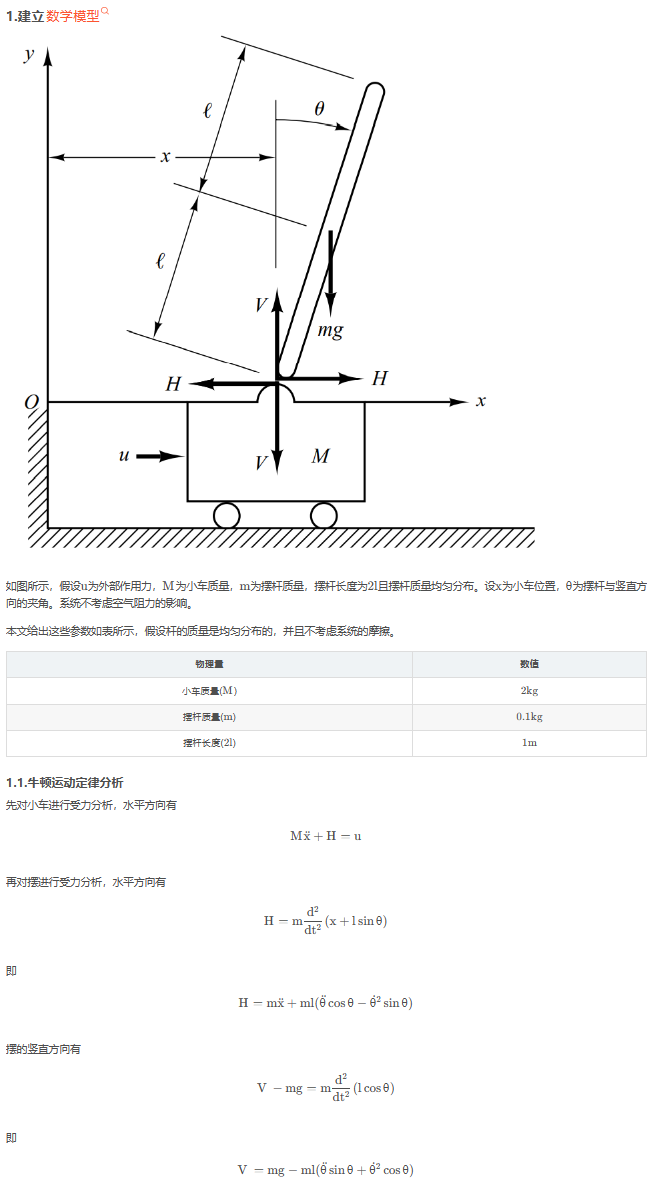 1.建立数学模型
y
ℓ
θ
x
ℓ
V
mg
H
H
O
x
u
V
M
如图所示，假设u为外部作用力，M为小车质量，m为摆杆质量，摆杆长度为2l且摆杆质量均匀分布。设x为小车位置，θ为摆杆与竖直方
向的夹角。系统不考虑空气阻力的影响。
本文给出这些参数如表所示，假设杆的质量是均匀分布的，并且不考虑系统的摩擦。
物理量 数值
小车质量(M) 2kg
摆杆质量(m) 0.1kg
摆杆长度(2l) 1m
1.1.牛顿运动定律分析
先对小车进行受力分析，水平方向有
Mẍ + H = u
再对摆进行受力分析，水平方向有
H = m d²/dt² (x + l sin θ)
即
H = mẍ + ml(θ̈ cos θ − θ̇² sin θ)
摆的竖直方向有
V − mg = m d²/dt² (l cos θ)
即
V = mg − ml(θ̈ sin θ + θ̇² cos θ)